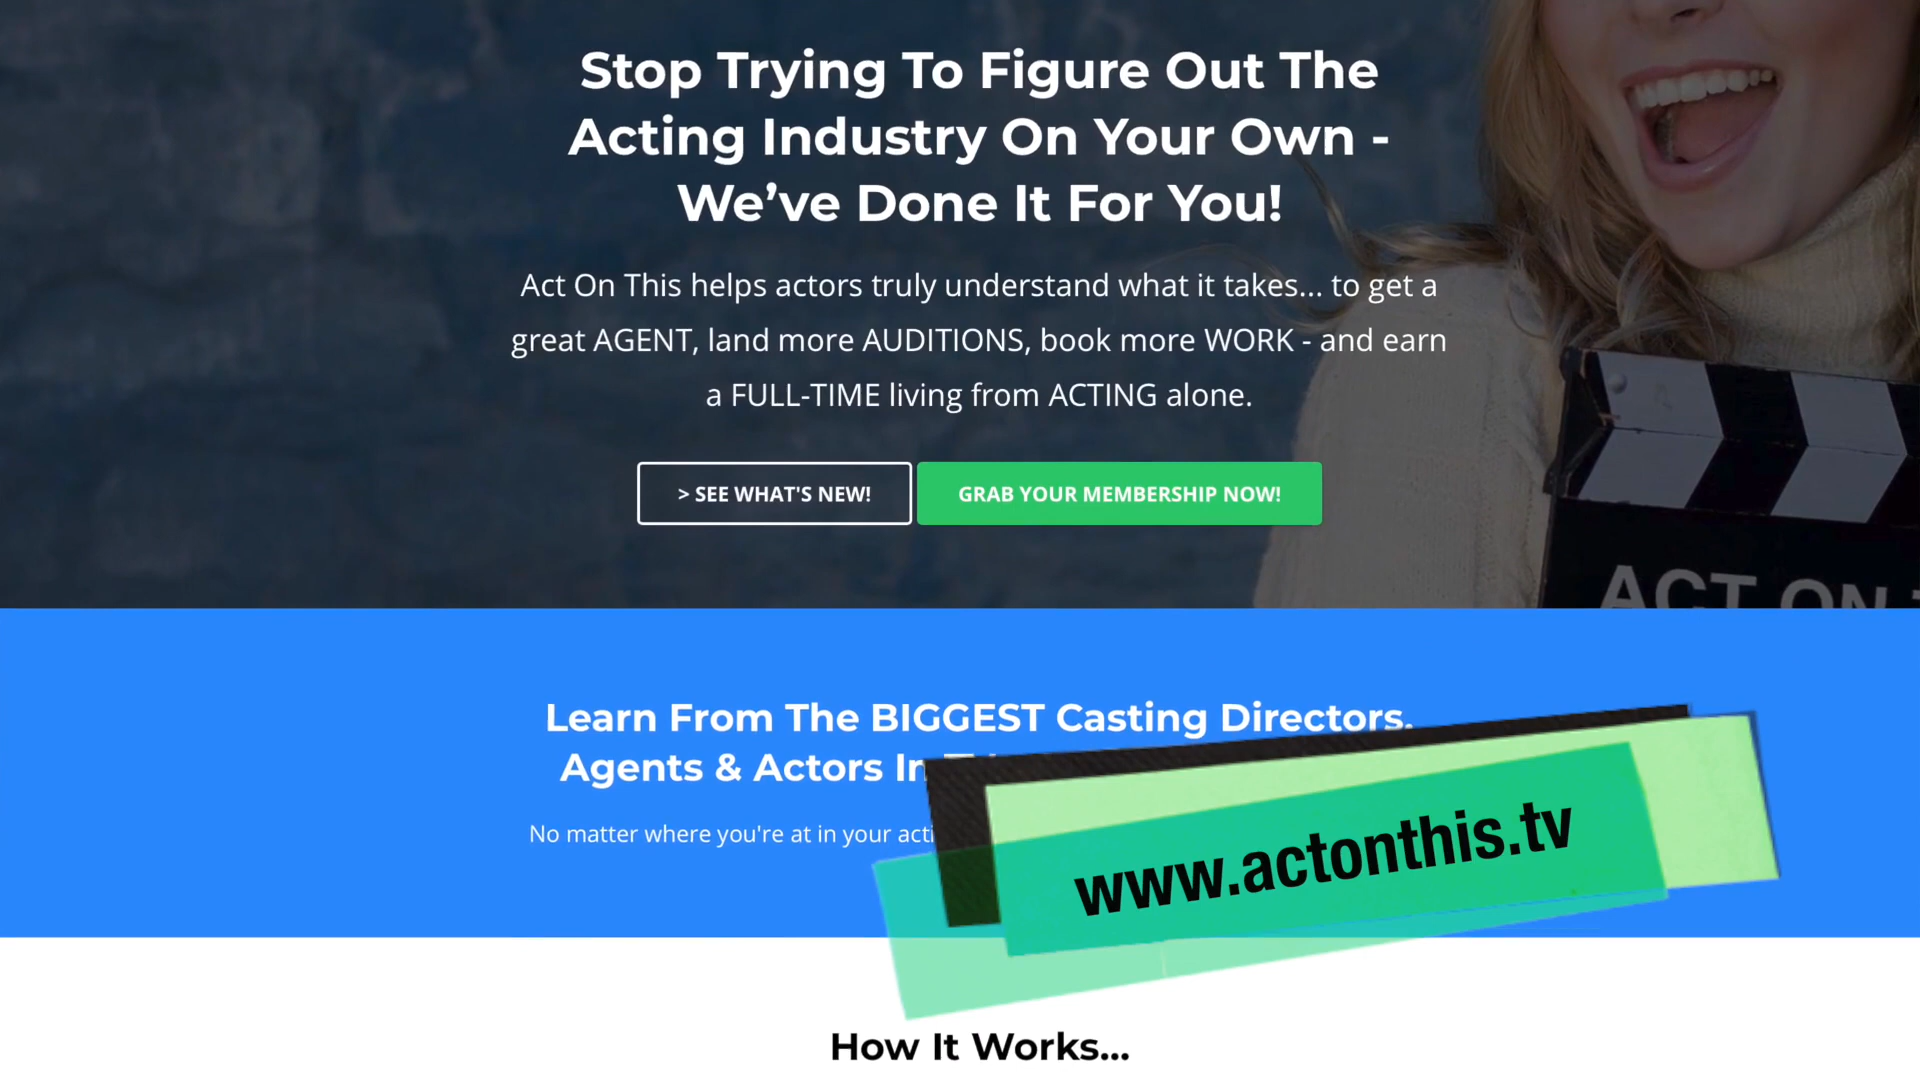 Stop Trying To Figure Out The
Acting Industry On Your Own -
We’ve Done It For You!
Act On This helps actors truly understand what it takes... to get a
great AGENT, land more AUDITIONS, book more WORK - and earn
a FULL-TIME living from ACTING alone.
> SEE WHAT'S NEW!
GRAB YOUR MEMBERSHIP NOW!
ACT ON
Learn From The BIGGEST Casting Directors,
Agents & Actors
No matter where you're at in your
www.actonthis.tv
How It Works...